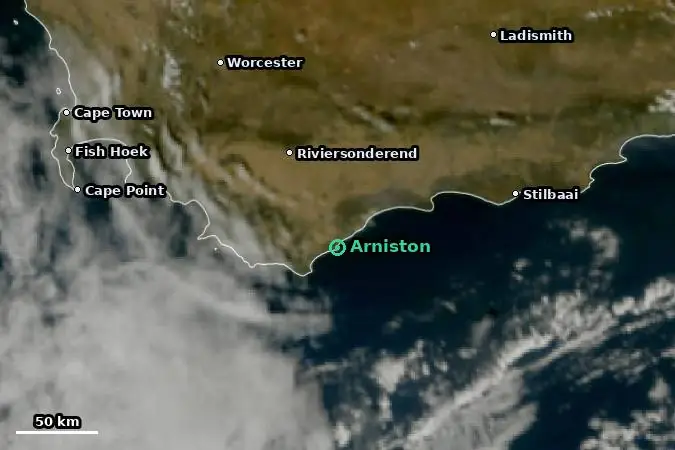 Ladismith
Worcester
Cape Town
Fish Hoek
Riviersonderend
Cape Point
Stilbaai
Arniston
50 km